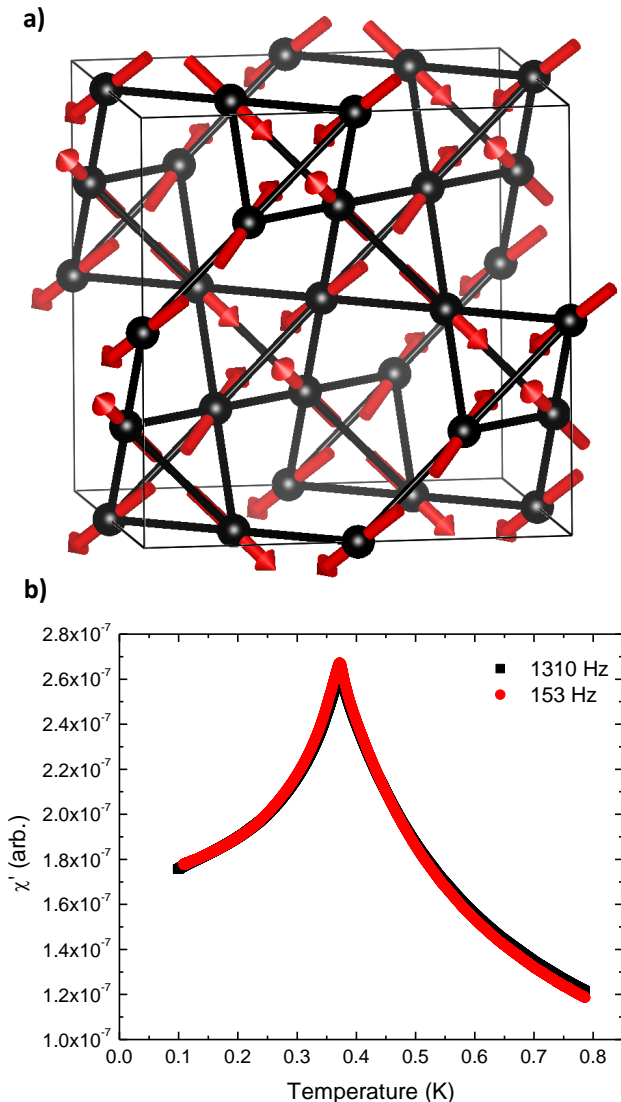 a)
b)
2.8x10⁻⁷
2.6x10⁻⁷
2.4x10⁻⁷
2.2x10⁻⁷
2.0x10⁻⁷
1.8x10⁻⁷
1.6x10⁻⁷
1.4x10⁻⁷
1.2x10⁻⁷
1.0x10⁻⁷
χ' (arb.)
1310 Hz
153 Hz
0.0 0.1 0.2 0.3 0.4 0.5 0.6 0.7 0.8
Temperature (K)